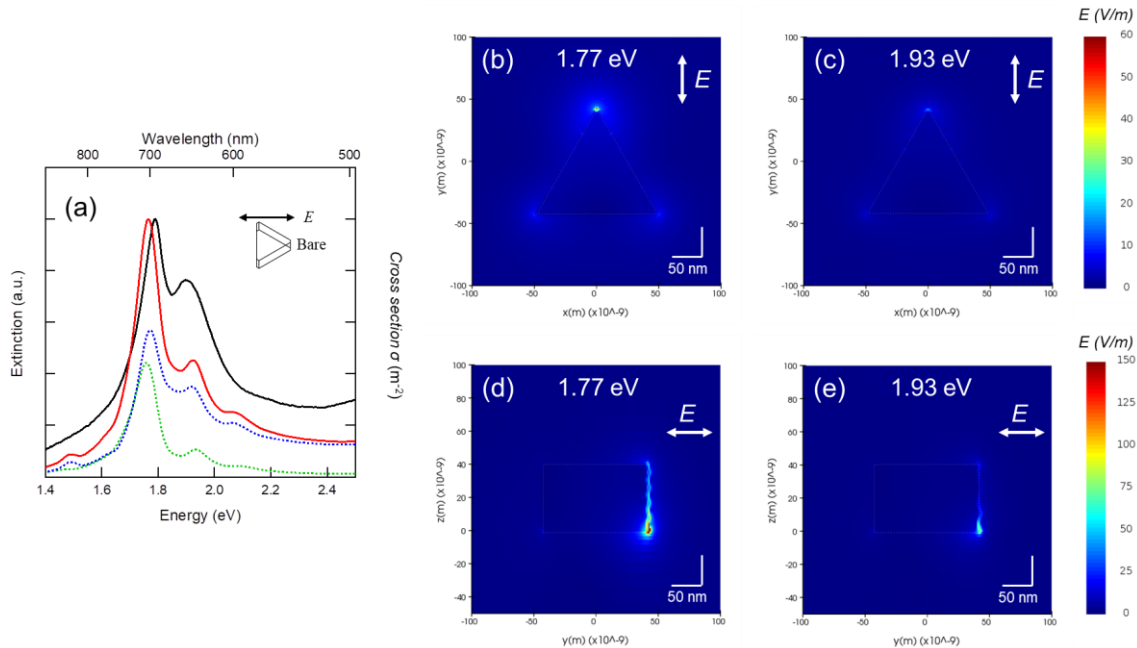 (a)
Wavelength (nm)
800 700 600 500
E
Bare
Extinction (a.u.)
Cross section σ (m-2)
1.4 1.6 1.8 2.0 2.2 2.4
Energy (eV)
(b)
1.77 eV
E
50 nm
100
50
0
-50
-100
-100 -50 0 50 100
y(m) (x10^-9)
x(m) (x10^-9)
(c)
1.93 eV
E
50 nm
100
50
0
-50
-100
-100 -50 0 50 100
y(m) (x10^-9)
x(m) (x10^-9)
E (V/m)
60
50
40
30
20
10
0
(d)
1.77 eV
E
50 nm
100
80
60
40
20
0
-20
-40
-100 -50 0 50 100
z(m) (x10^-9)
y(m) (x10^-9)
(e)
1.93 eV
E
50 nm
100
80
60
40
20
0
-20
-40
-100 -50 0 50 100
z(m) (x10^-9)
y(m) (x10^-9)
E (V/m)
150
125
100
75
50
25
0